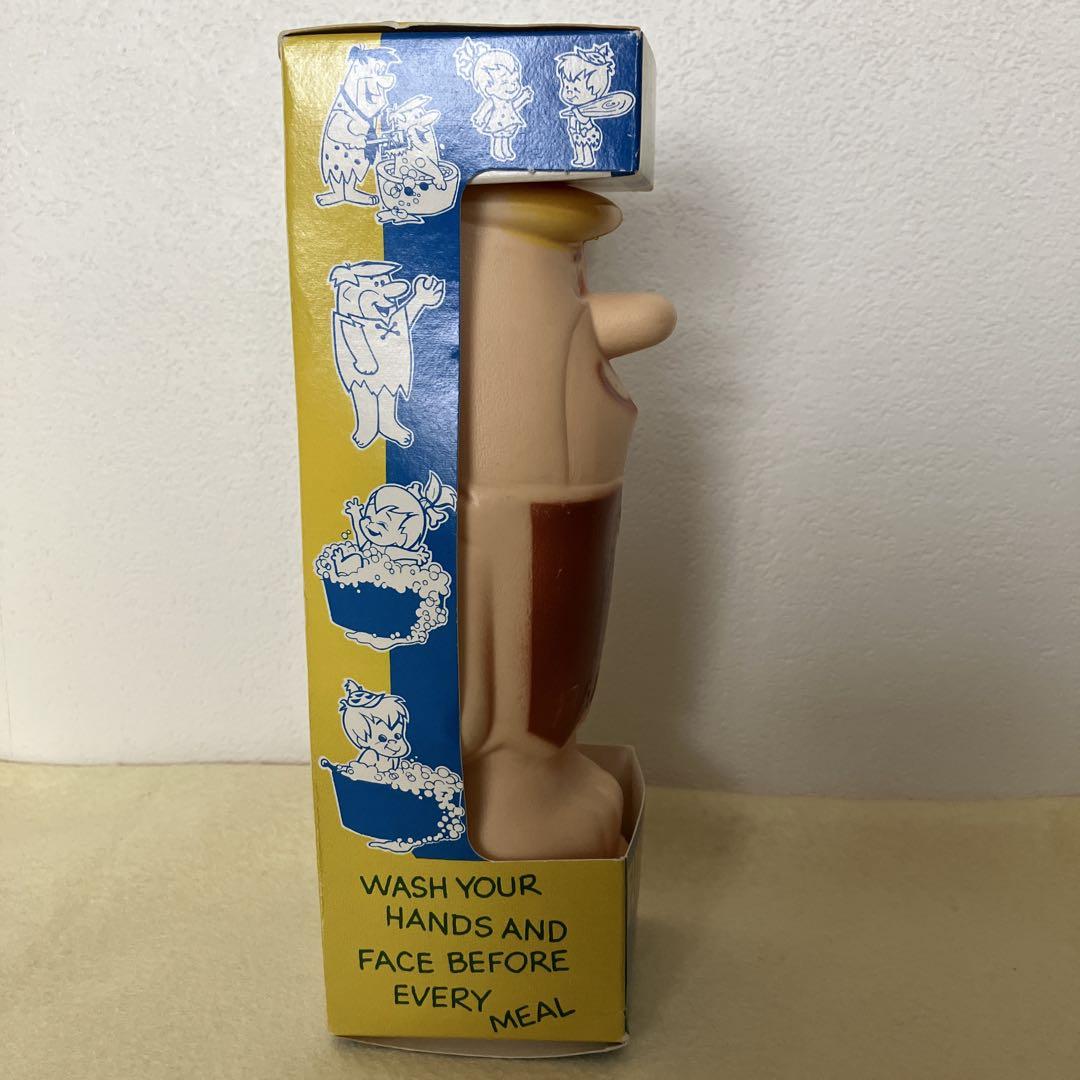 WASH YOUR
HANDS AND
FACE BEFORE
EVERY
MEAL